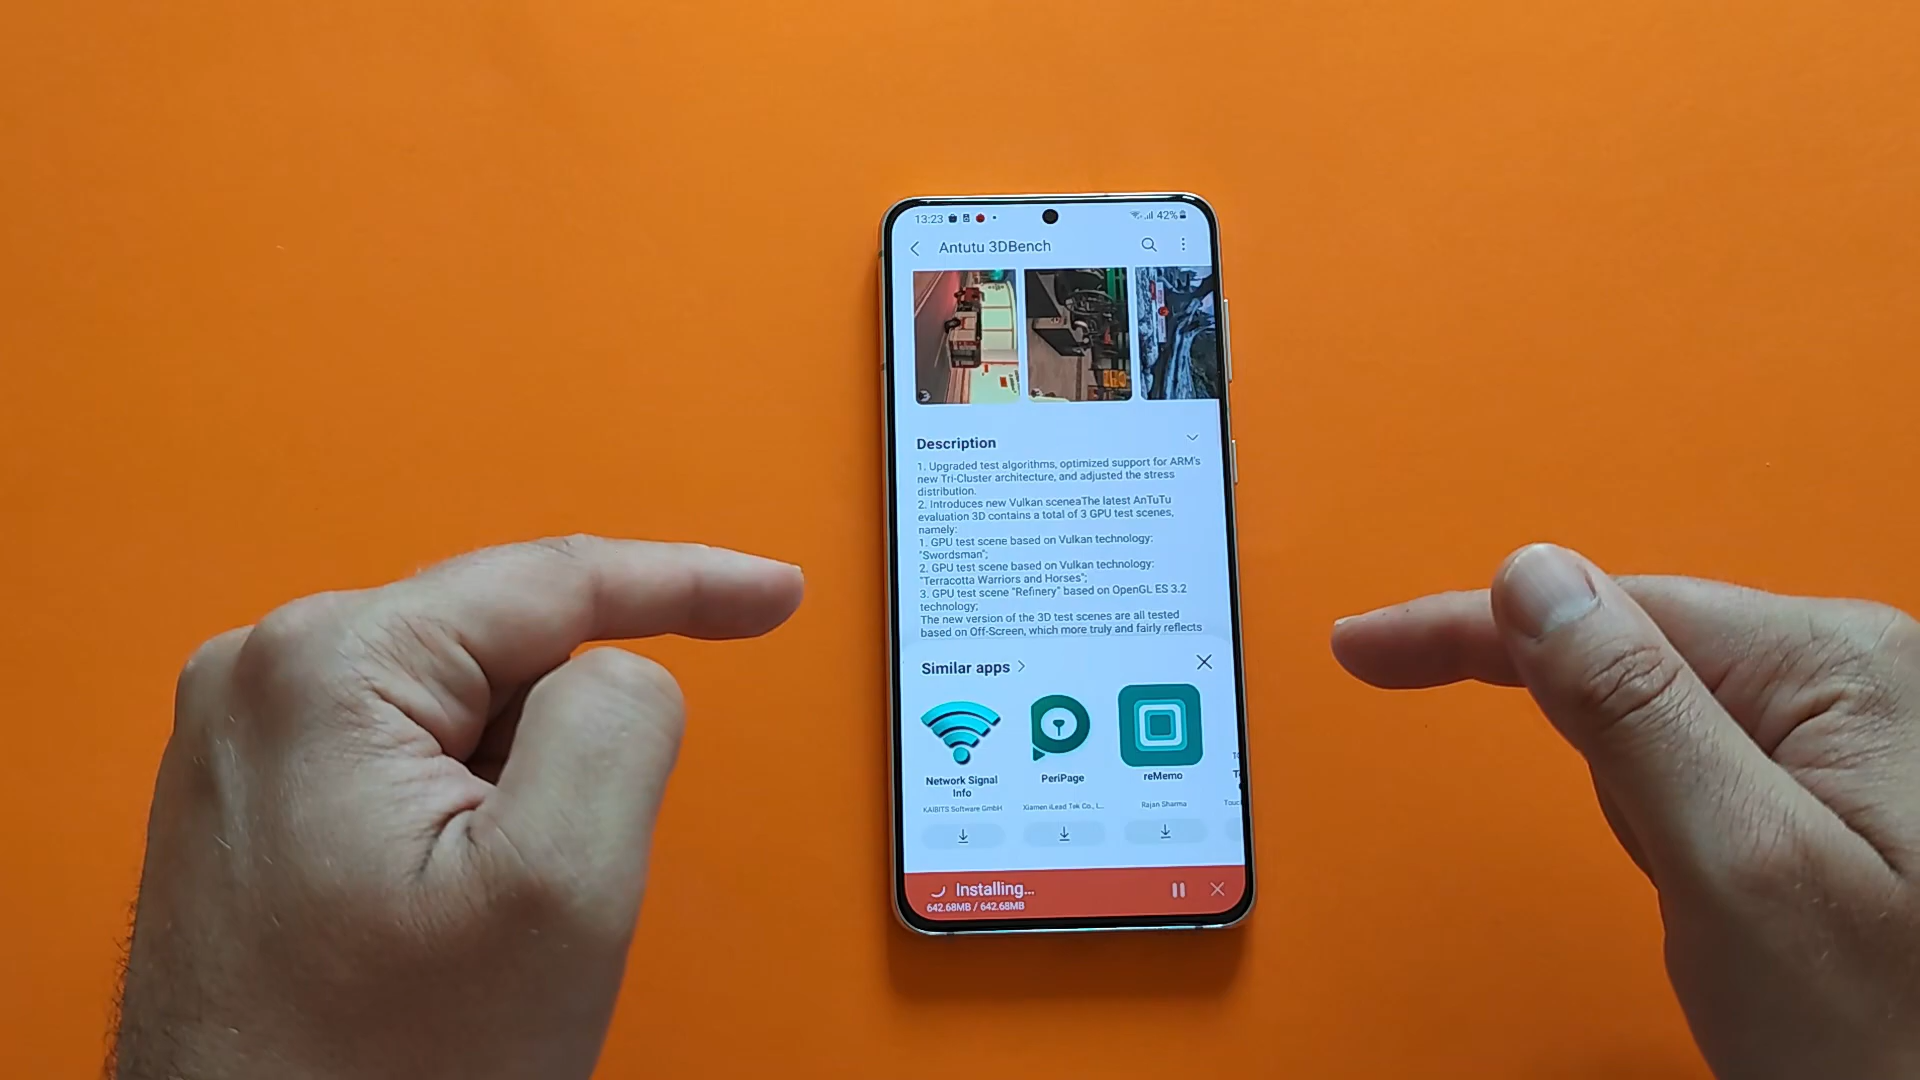 13:23
42%
Antutu 3DBench
Description
1. Upgraded test algorithms, optimized support for ARM's
new Tri-Cluster architecture, and adjusted the stress
distribution.
2. Introduces new Vulkan sceneaThe latest AnTuTu
evaluation 3D contains a total of 3 GPU test scenes,
namely:
1. GPU test scene based on Vulkan technology:
"Swordsman";
2. GPU test scene based on Vulkan technology:
"Terracotta Warriors and Horses";
3. GPU test scene "Refinery" based on OpenGL ES 3.2
technology;
The new version of the 3D test scenes are all tested
based on Off-Screen, which more truly and fairly reflects
Similar apps
Network Signal
Info
KAIBITS Software GmbH
PeriPage
Xiamen iLead Tek Co., L...
reMemo
Rajan Sharma
Installing...
642.68MB / 642.68MB